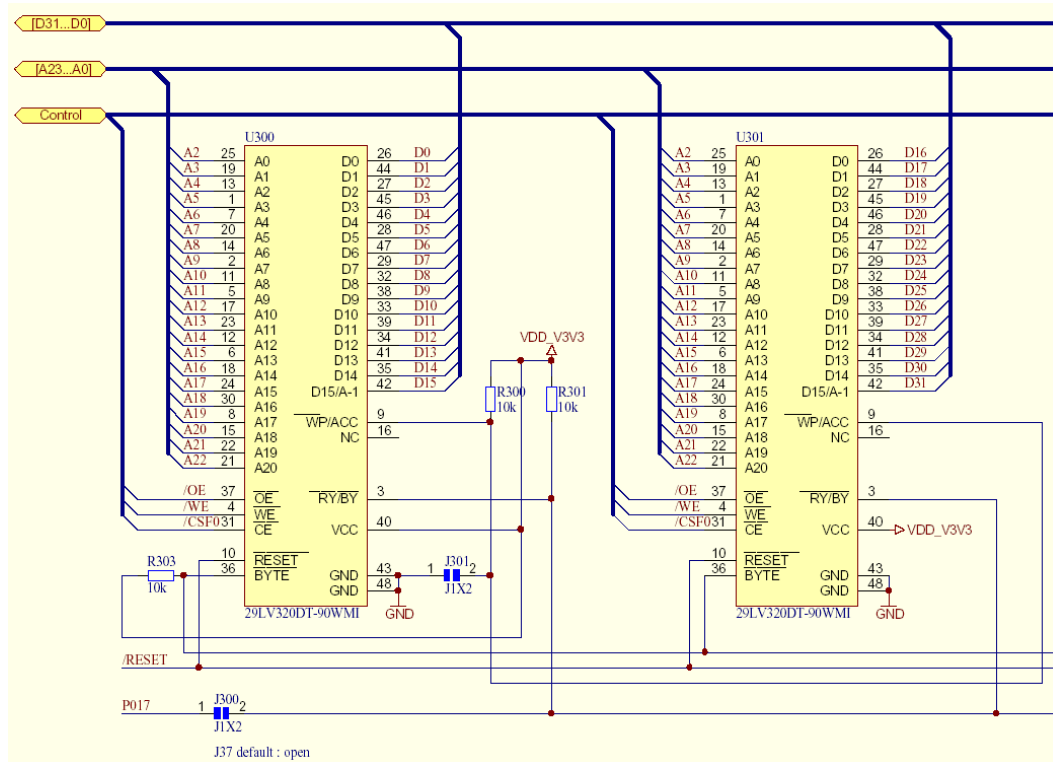 [D31...D0]
[A23...A0]
Control
U300 U301
A2 25 A0 D0 26 D0 A2 25 A0 D0 26 D16
A3 19 A1 D1 44 D1 A3 19 A1 D1 44 D17
A4 13 A2 D2 27 D2 A4 13 A2 D2 27 D18
A5 1 A3 D3 45 D3 A5 1 A3 D3 45 D19
A6 7 A4 D4 46 D4 A6 7 A4 D4 46 D20
A7 20 A5 D5 28 D5 A7 20 A5 D5 28 D21
A8 14 A6 D6 47 D6 A8 14 A6 D6 47 D22
A9 2 A7 D7 29 D7 A9 2 A7 D7 29 D23
A10 11 A8 D8 32 D8 A10 11 A8 D8 32 D24
A11 5 A9 D9 38 D9 A11 5 A9 D9 38 D25
A12 17 A10 D10 33 D10 A12 17 A10 D10 33 D26
A13 23 A11 D11 39 D11 A13 23 A11 D11 39 D27
A14 12 A12 D12 34 D12 A14 12 A12 D12 34 D28
A15 6 A13 D13 41 D13 A15 6 A13 D13 41 D29
A16 18 A14 D14 35 D14 A16 18 A14 D14 35 D30
A17 24 A15 D15/A-1 42 D15 A17 24 A15 D15/A-1 42 D31
A18 30 A16 A18 30 A16
A19 8 A17 WP/ACC 9 A19 8 A17 WP/ACC 9
A20 15 A18 NC 16 A20 15 A18 NC 16
A21 22 A19 A21 22 A19
A22 21 A20 A22 21 A20
VDD_V3V3
R300 R301
10k 10k
/OE 37 OE RY/BY 3 /OE 37 OE RY/BY 3
/WE 4 WE /WE 4 WE
/CSF0 31 CE VCC 40 /CSF0 31 CE VCC 40 VDD_V3V3
10 RESET 10 RESET
R303 36 BYTE GND 43 1 J301 2 36 BYTE GND 43
10k GND 48 J1X2 GND 48
GND GND
29LV320DT-90WMI 29LV320DT-90WMI
/RESET
P017 1 J300 2
J1X2
J37 default : open